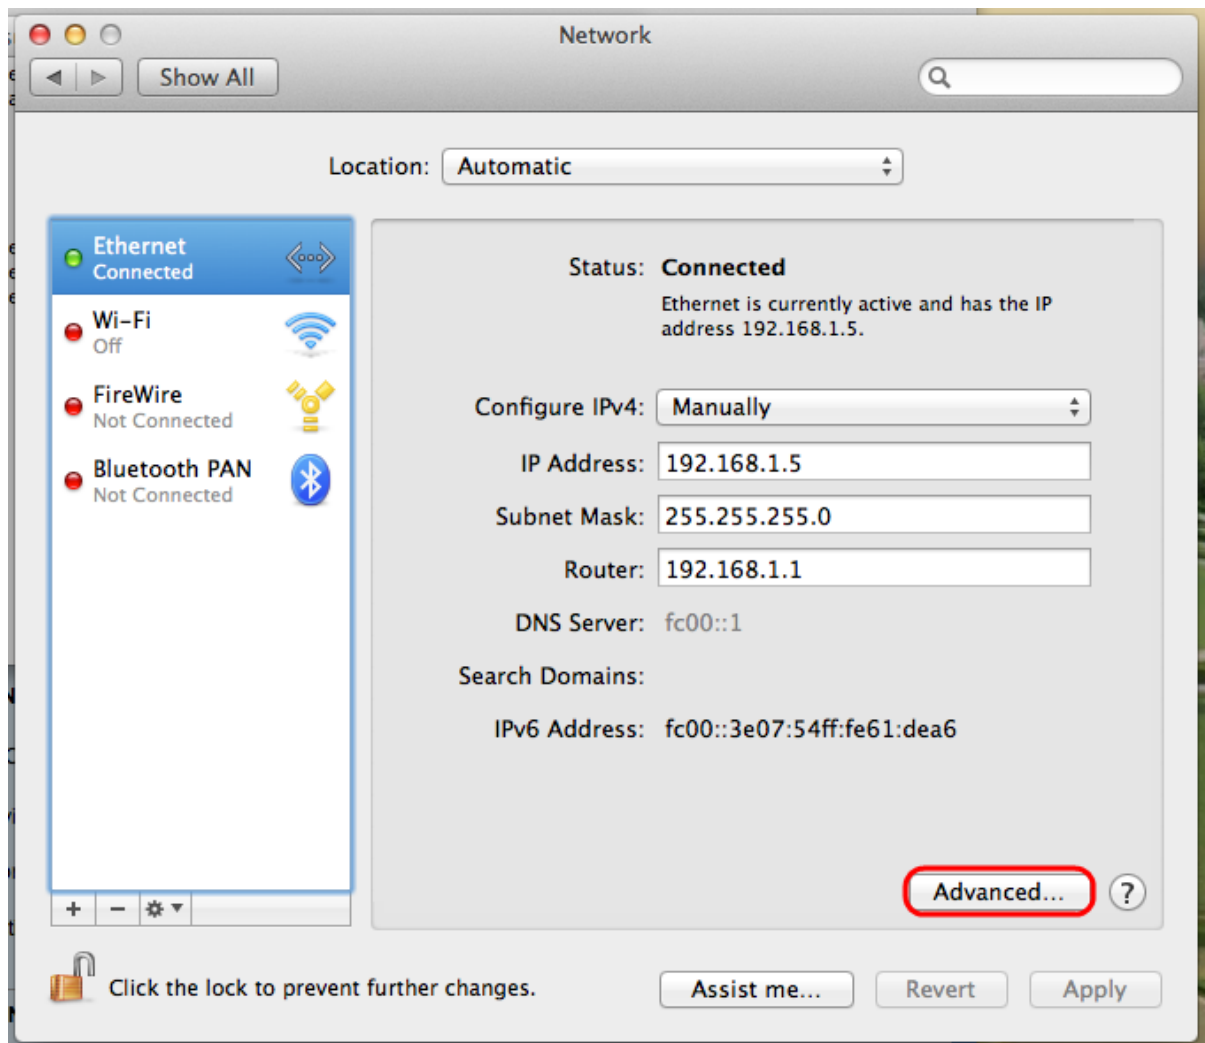 Network
Show All
Location: Automatic
Ethernet
Connected
Wi-Fi
Off
FireWire
Not Connected
Bluetooth PAN
Not Connected
Status: Connected
Ethernet is currently active and has the IP
address 192.168.1.5.
Configure IPv4: Manually
IP Address: 192.168.1.5
Subnet Mask: 255.255.255.0
Router: 192.168.1.1
DNS Server: fc00::1
Search Domains:
IPv6 Address: fc00::3e07:54ff:fe61:dea6
Advanced... ?
Click the lock to prevent further changes.
Assist me... Revert Apply